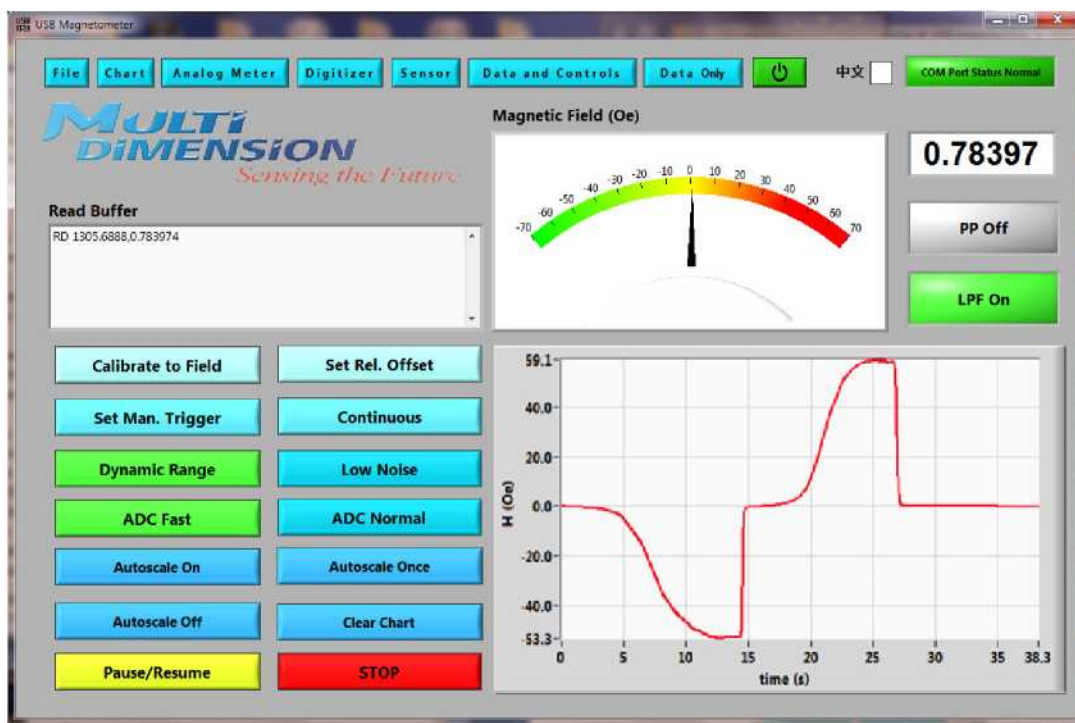 USB Magnetometer
File Chart Analog Meter Digitizer Sensor Data and Controls Data Only 中文 COM Port Status Normal
MULTI
DIMENSION
Sensing the Future
Magnetic Field (Oe)
0.78397
-70 -60 -50 -40 -30 -20 -10 0 10 20 30 40 50 60 70
Read Buffer
RD 1305.6888,0.783974
PP Off
LPF On
Calibrate to Field Set Rel. Offset
Set Man. Trigger Continuous
Dynamic Range Low Noise
ADC Fast ADC Normal
Autoscale On Autoscale Once
Autoscale Off Clear Chart
Pause/Resume STOP
H (Oe)
59.1
40.0
20.0
0.0
-20.0
-40.0
-53.3
0 5 10 15 20 25 30 35 38.3
time (s)